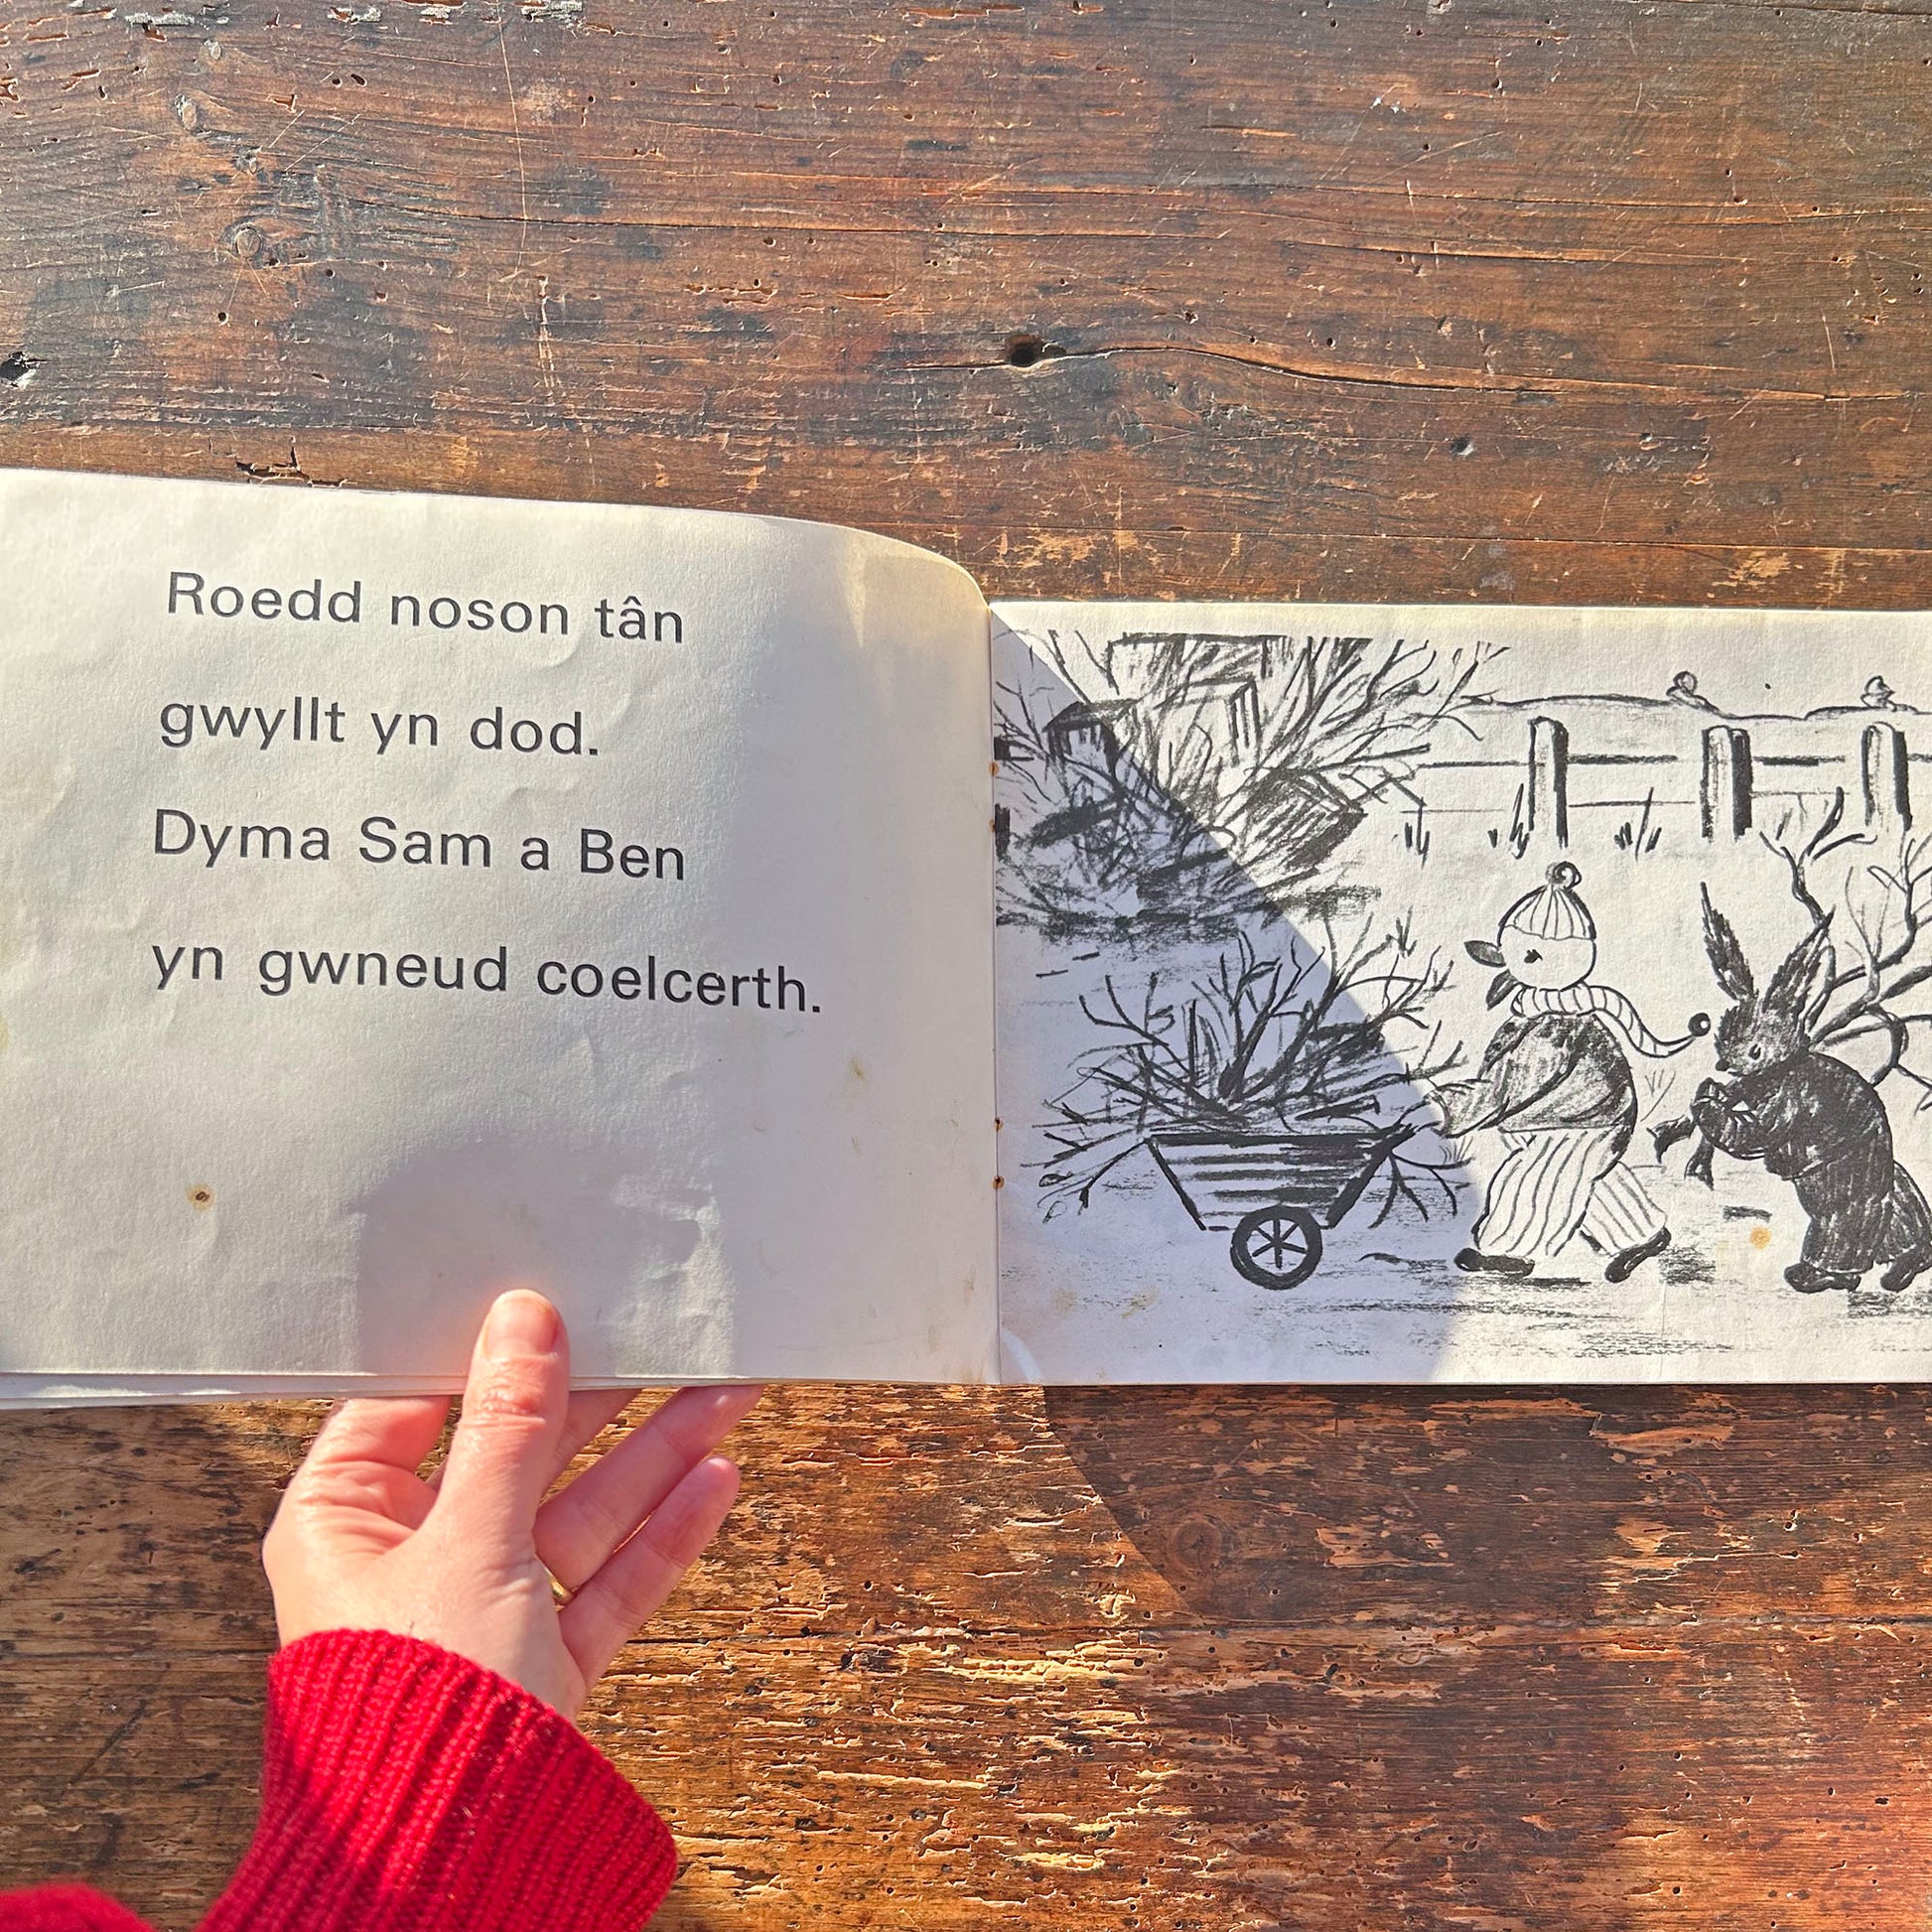 Roedd noson tân
gwyllt yn dod.
Dyma Sam a Ben
yn gwneud coelcerth.